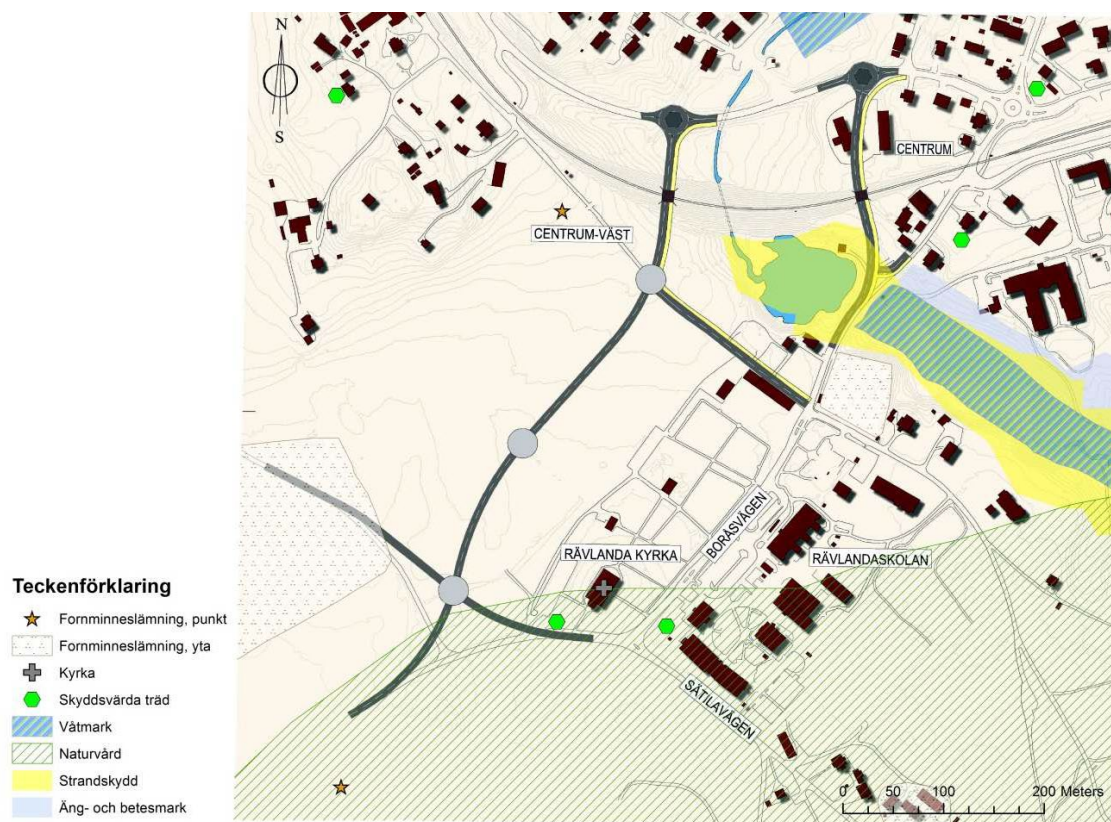 N
S
CENTRUM
CENTRUM-VÄST
BORÅSVÄGEN
RÄVLANDA KYRKA
RÄVLANDASKOLAN
SÄTILAVÄGEN
Teckenförklaring
Fornminneslämning, punkt
Fornminneslämning, yta
Kyrka
Skyddsvärda träd
Våtmark
Naturvård
Strandskydd
Äng- och betesmark
0 50 100 200 Meters